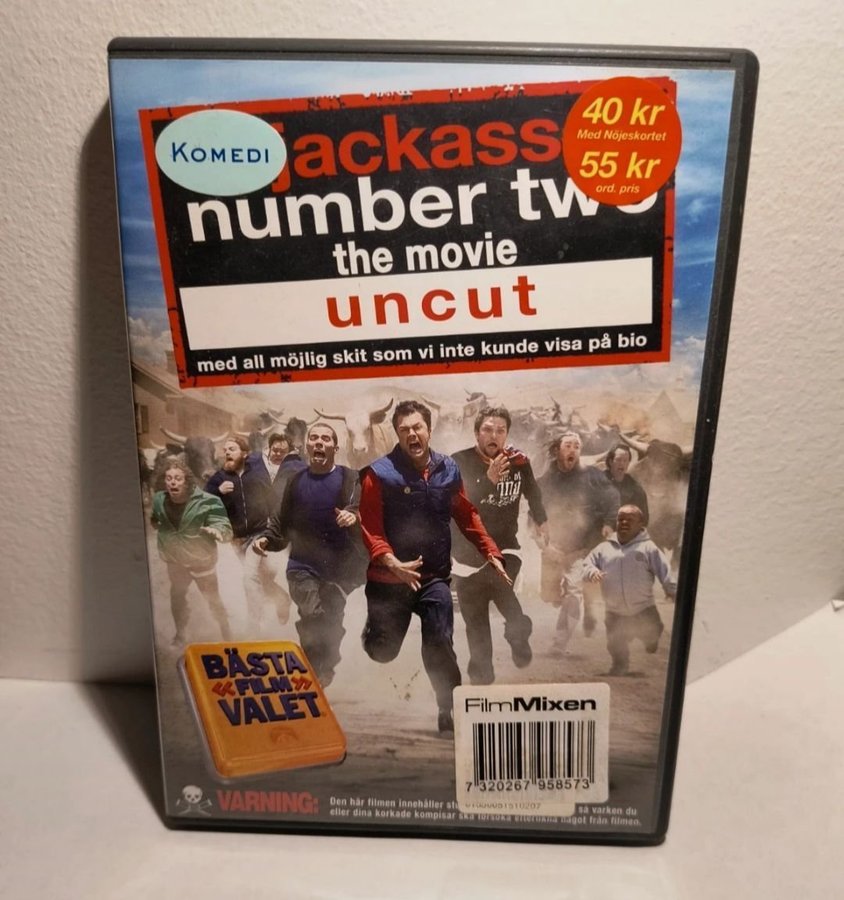 KOMEDI
jackass
40 kr
Med Nöjeskortet
55 kr
ord. pris
number two
the movie
uncut
med all möjlig skit som vi inte kunde visa på bio
BÄSTA
«FILM»
VALET
FilmMixen
7 320267 958573
VARNING:
Den här filmen innehåller
så varken du
eller dina korkade kompisar ska försöka efterlikna något från filmen.